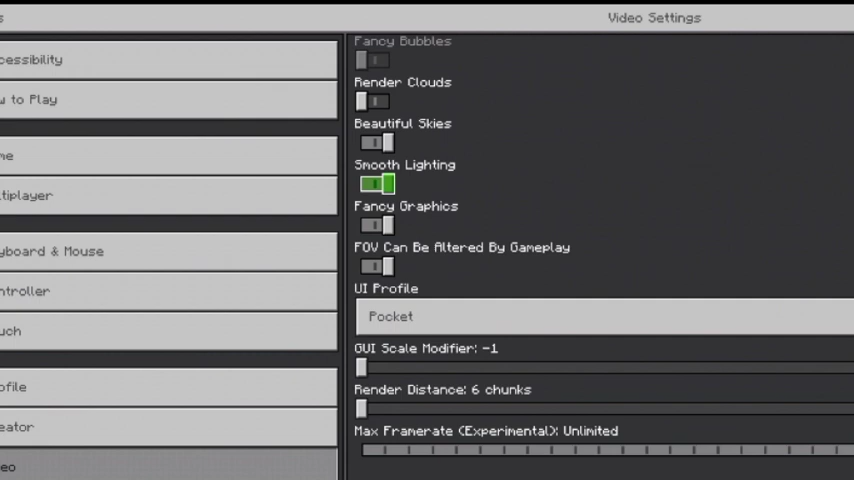 s
Video Settings
cessibility
w to Play
me
ltiplayer
yboard & Mouse
ntroller
uch
ofile
eator
eo
Fancy Bubbles
Render Clouds
Beautiful Skies
Smooth Lighting
Fancy Graphics
FOV Can Be Altered By Gameplay
UI Profile
Pocket
GUI Scale Modifier: -1
Render Distance: 6 chunks
Max Framerate (Experimental): Unlimited